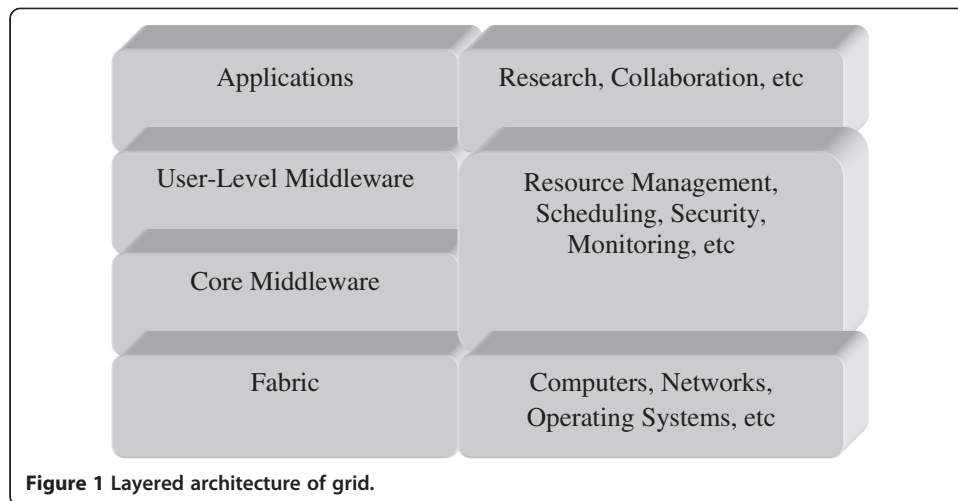 Applications
Research, Collaboration, etc
User-Level Middleware
Resource Management,
Scheduling, Security,
Monitoring, etc
Core Middleware
Fabric
Computers, Networks,
Operating Systems, etc
Figure 1 Layered architecture of grid.